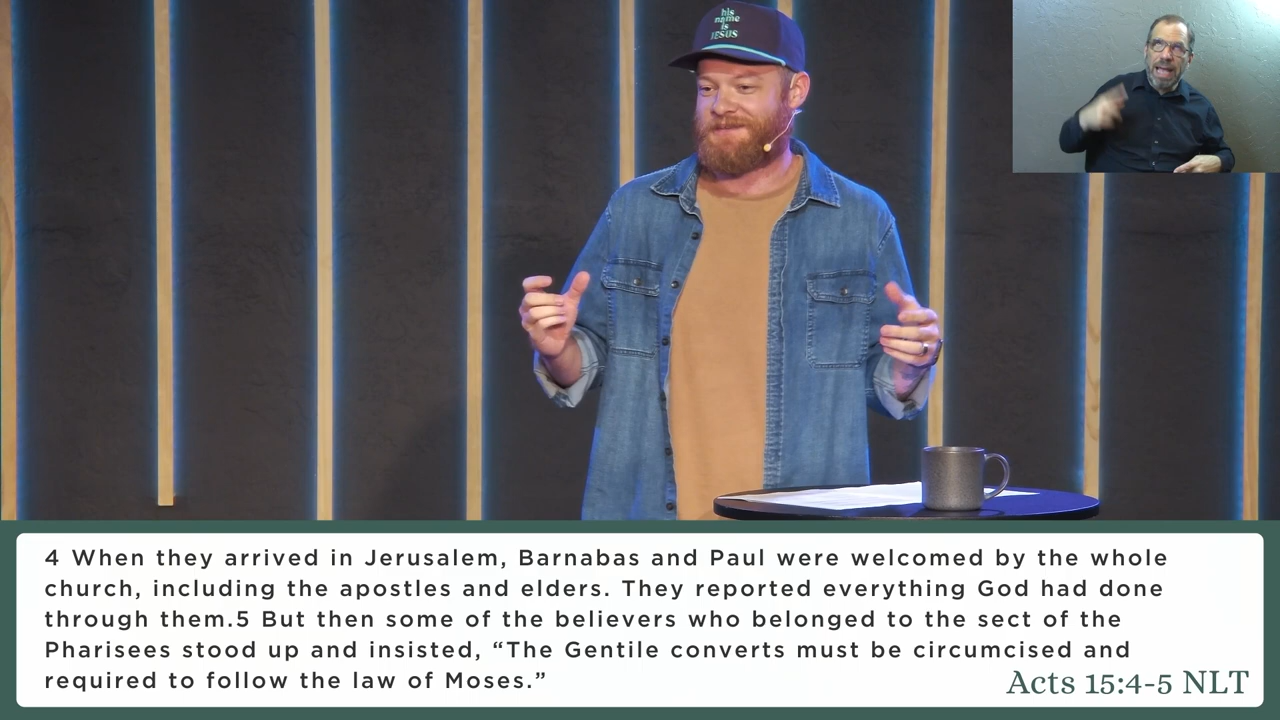 his
name
is
JESUS
4 When they arrived in Jerusalem, Barnabas and Paul were welcomed by the whole
church, including the apostles and elders. They reported everything God had done
through them.5 But then some of the believers who belonged to the sect of the
Pharisees stood up and insisted, “The Gentile converts must be circumcised and
required to follow the law of Moses.”
Acts 15:4-5 NLT